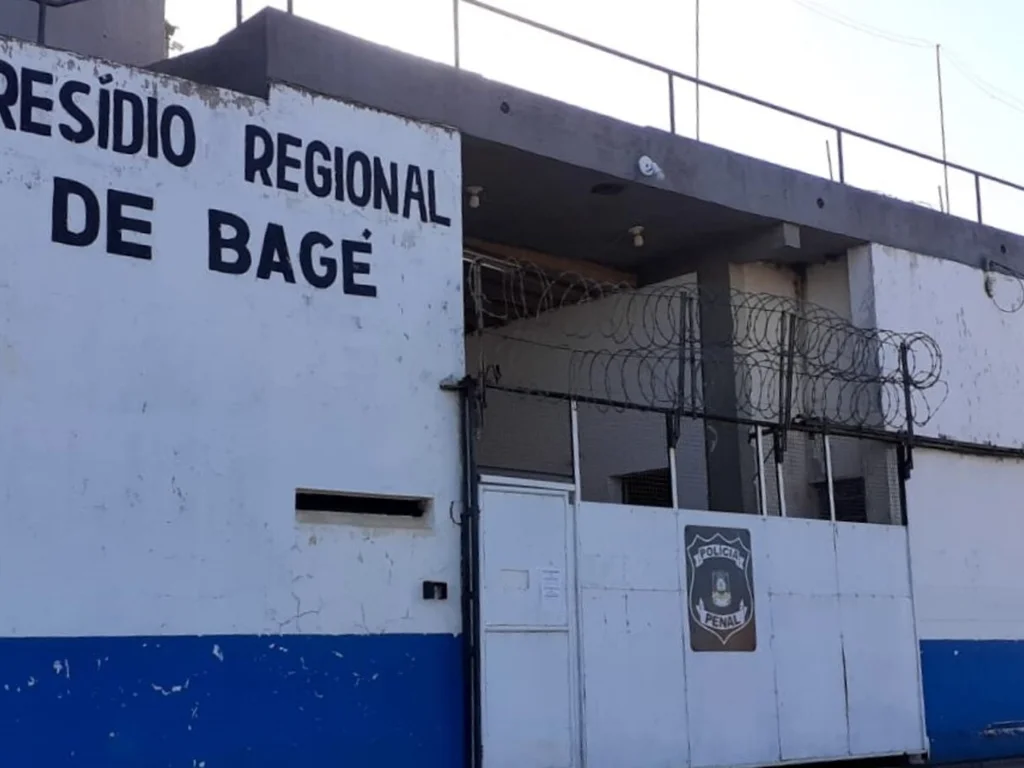 RESÍDIO REGIONAL
DE BAGÉ
POLÍCIA
PENAL